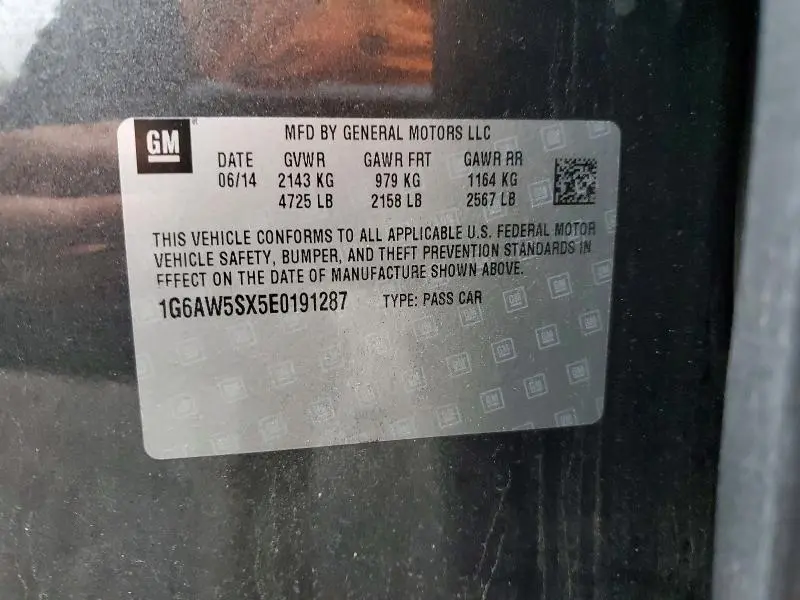 GM MFD BY GENERAL MOTORS LLC
DATE GVWR GAWR FRT GAWR RR
06/14 2143 KG 979 KG 1164 KG
4725 LB 2158 LB 2567 LB
THIS VEHICLE CONFORMS TO ALL APPLICABLE U.S. FEDERAL MOTOR
VEHICLE SAFETY, BUMPER, AND THEFT PREVENTION STANDARDS IN
EFFECT ON THE DATE OF MANUFACTURE SHOWN ABOVE.
1G6AW5SX5E0191287 TYPE: PASS CAR